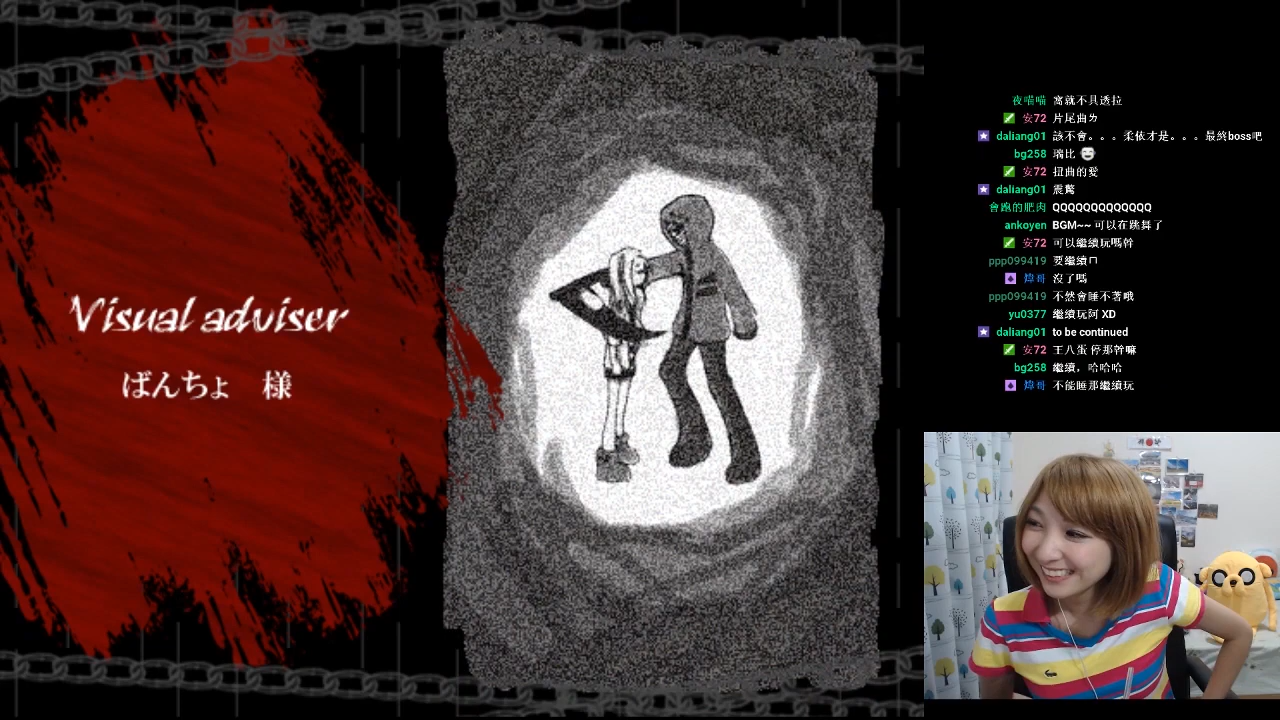 Visual adviser
ばんちょ 様
夜喵喵 窩就不具透拉
安72 片尾曲ㄌ
daliang01 該不會。。。柔依才是。。。最終boss吧
bg258 瑞比
安72 扭曲的愛
daliang01 震驚
會跑的肥肉 QQQQQQQQQQQQQ
ankoyen BGM~~ 可以在跳舞了
安72 可以繼續玩嗎幹
ppp099419 要繼續ㄇ
煒哥 沒了嗎
ppp099419 不然會睡不著哦
yu0377 繼續玩阿 XD
daliang01 to be continued
安72 王八蛋 停那幹嘛
bg258 繼續，哈哈哈
煒哥 不能睡那繼續玩